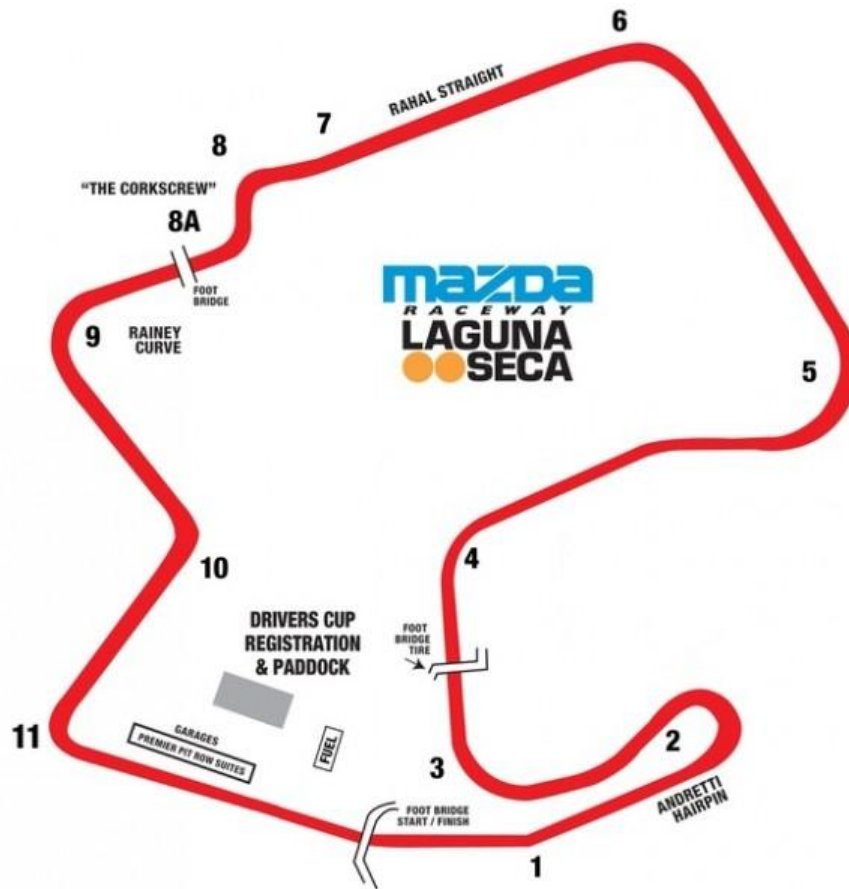 6
RAHAL STRAIGHT
7
8
"THE CORKSCREW"
8A
FOOT
BRIDGE
mazda
RACEWAY
LAGUNA
SECA
9
RAINEY
CURVE
5
4
10
DRIVERS CUP
REGISTRATION
& PADDOCK
FOOT
BRIDGE
TIRE
11
GARAGES
PREMIER PIT ROW SUITES
FUEL
3
2
ANDRETTI
HAIRPIN
FOOT BRIDGE
START / FINISH
1